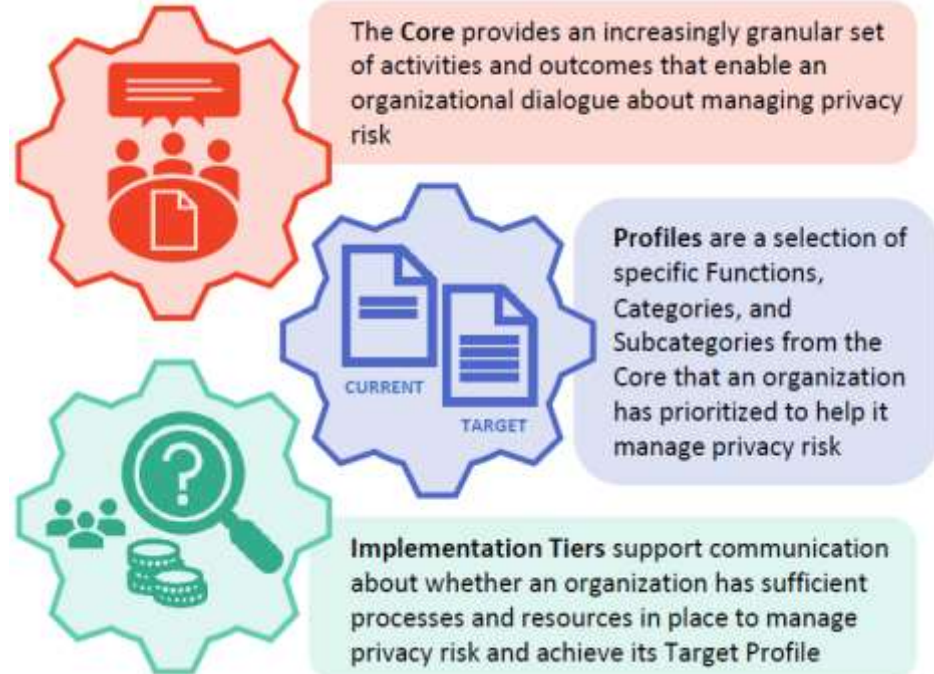 The Core provides an increasingly granular set
of activities and outcomes that enable an
organizational dialogue about managing privacy
risk
Profiles are a selection of
specific Functions,
Categories, and
Subcategories from the
Core that an organization
has prioritized to help it
manage privacy risk
CURRENT
TARGET
?
Implementation Tiers support communication
about whether an organization has sufficient
processes and resources in place to manage
privacy risk and achieve its Target Profile